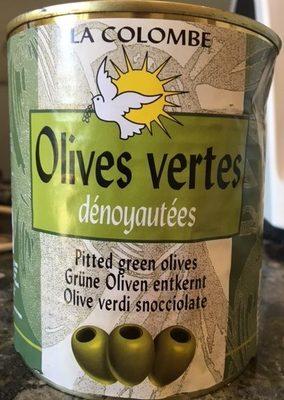 LA COLOMBE
Olives vertes
dénoyautées
Pitted green olives
Grüne Oliven entkernt
Olive verdi snocciolate